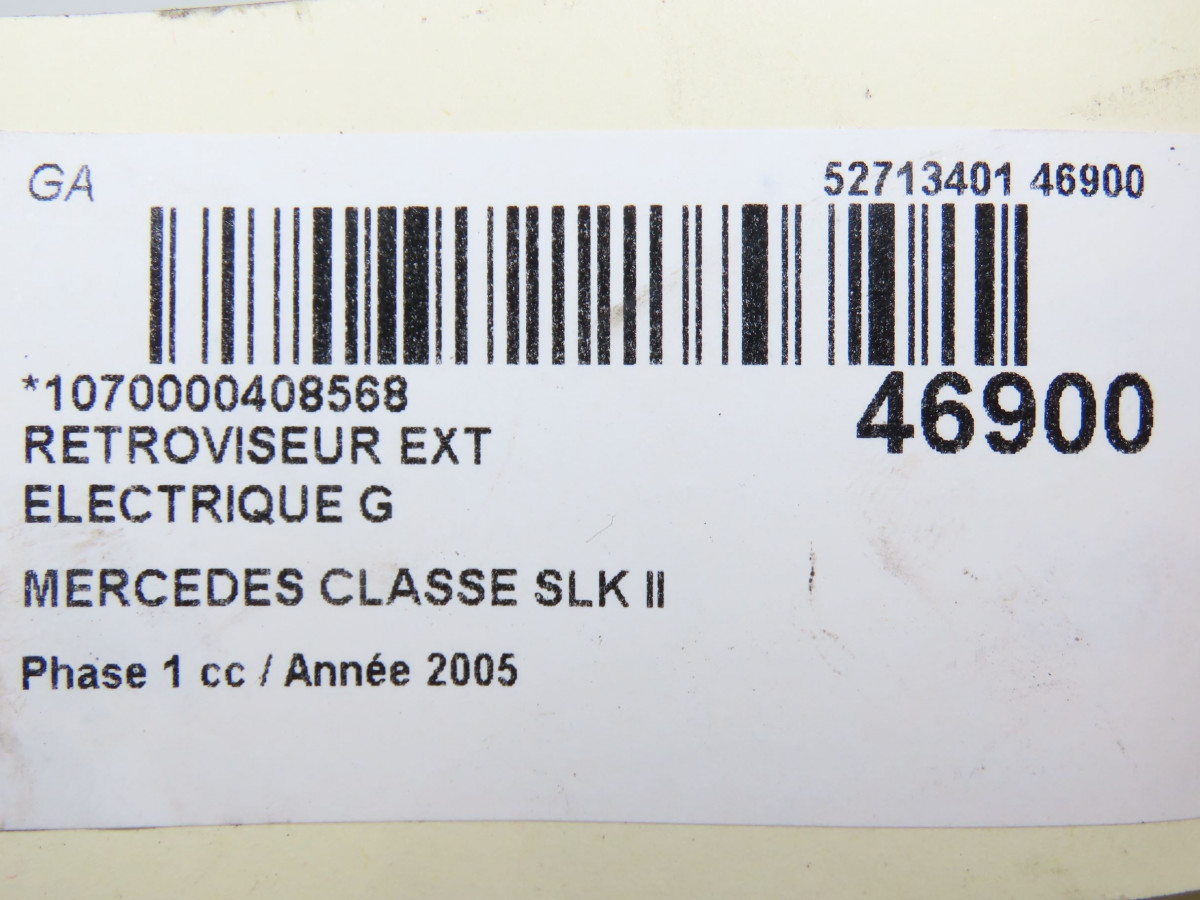 GA 52713401 46900
*1070000408568 46900
RETROVISEUR EXT
ELECTRIQUE G
MERCEDES CLASSE SLK II
Phase 1 cc / Année 2005